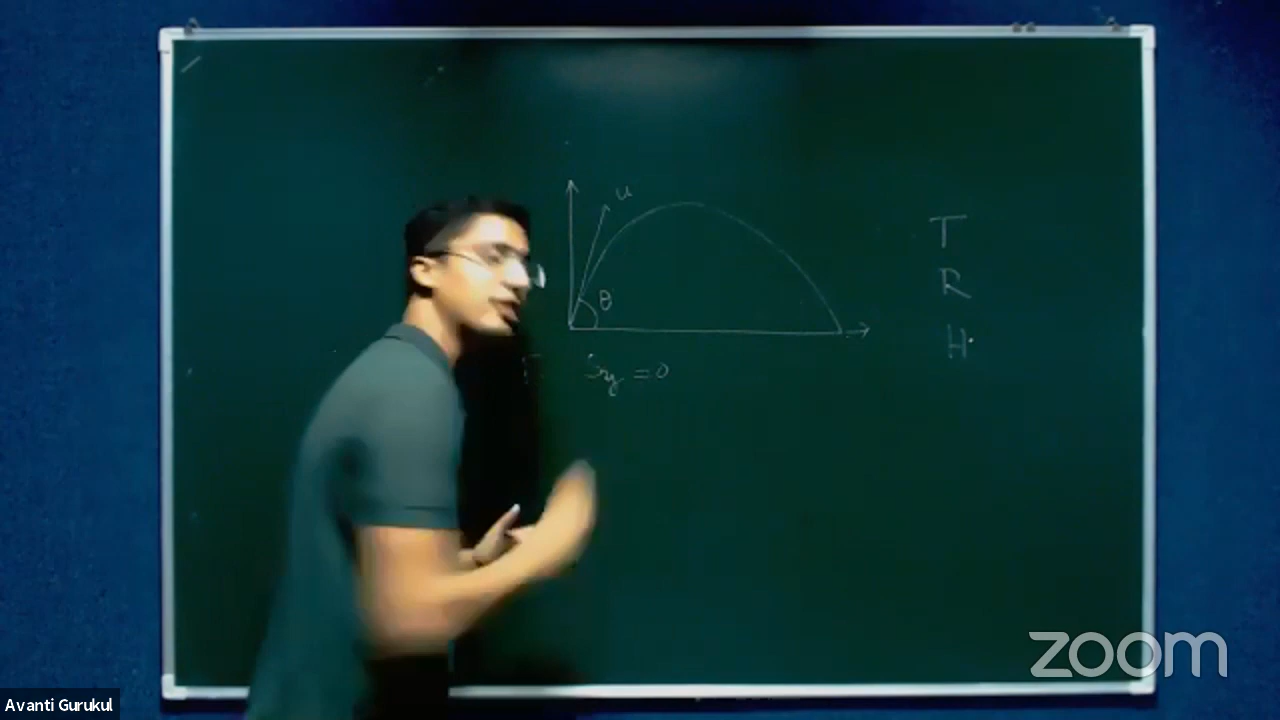 u
θ
T
R
H
Sy = 0
zoom
Avanti Gurukul